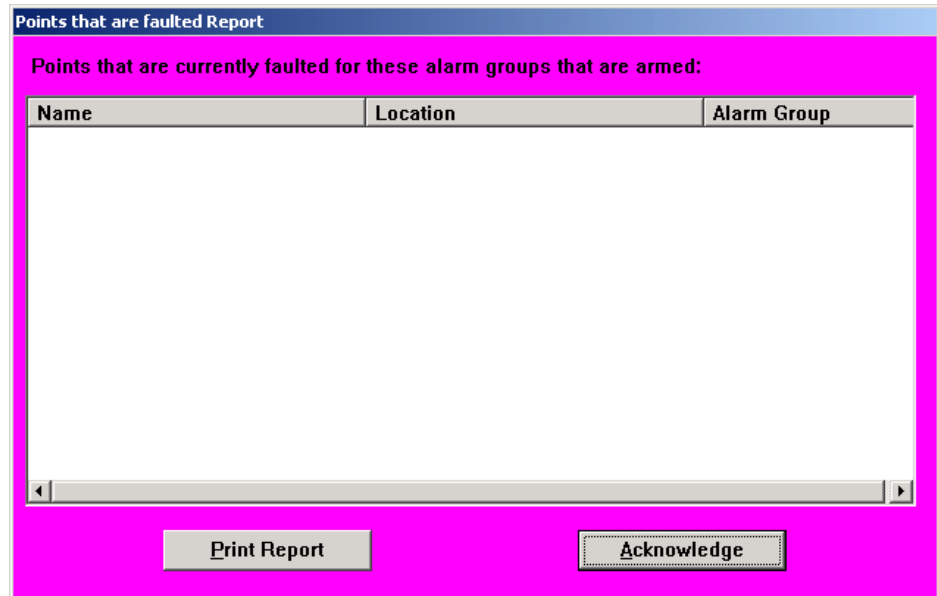 Points that are faulted Report
Points that are currently faulted for these alarm groups that are armed:
Name Location Alarm Group
Print Report Acknowledge